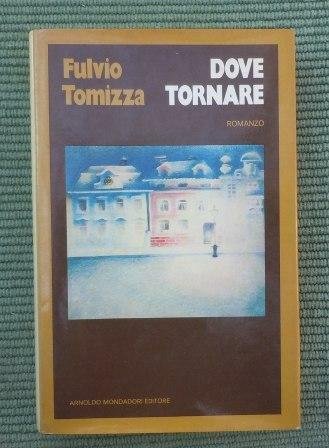 Fulvio
Tomizza
DOVE
TORNARE
ROMANZO
ARNOLDO MONDADORI EDITORE